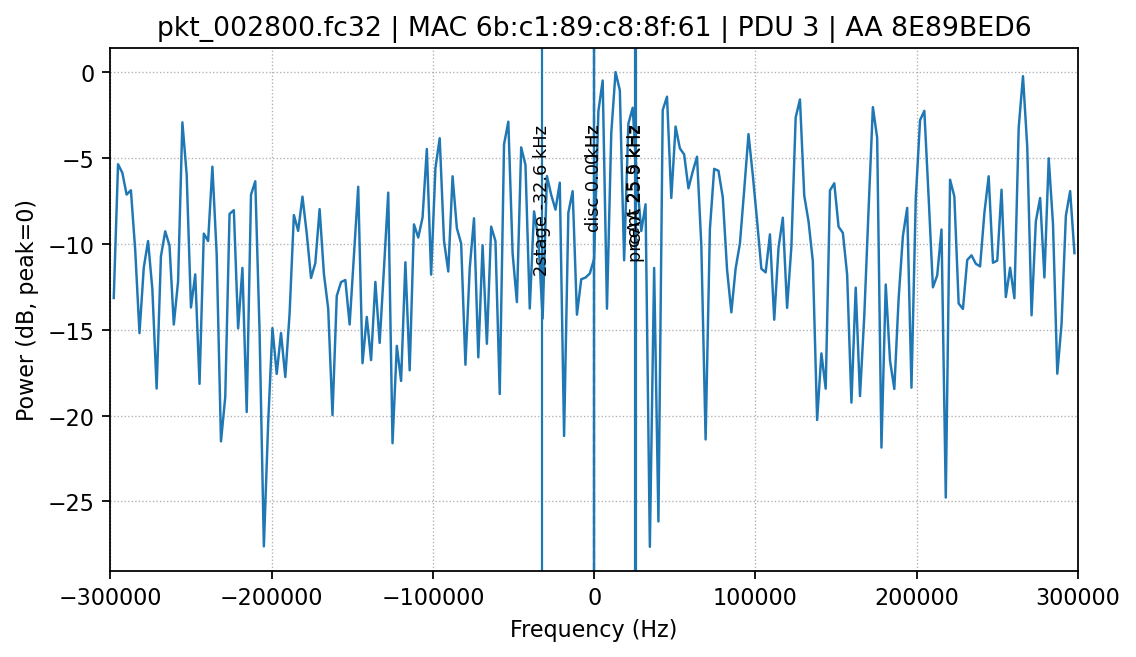 pkt_002800.fc32 | MAC 6b:c1:89:c8:8f:61 | PDU 3 | AA 8E89BED6
Power (dB, peak=0)
0
−5
−10
−15
−20
−25
2stage -32.6 kHz
disc 0.00kHz
25.9 kHz
−300000
−200000
−100000
0
100000
200000
300000
Frequency (Hz)